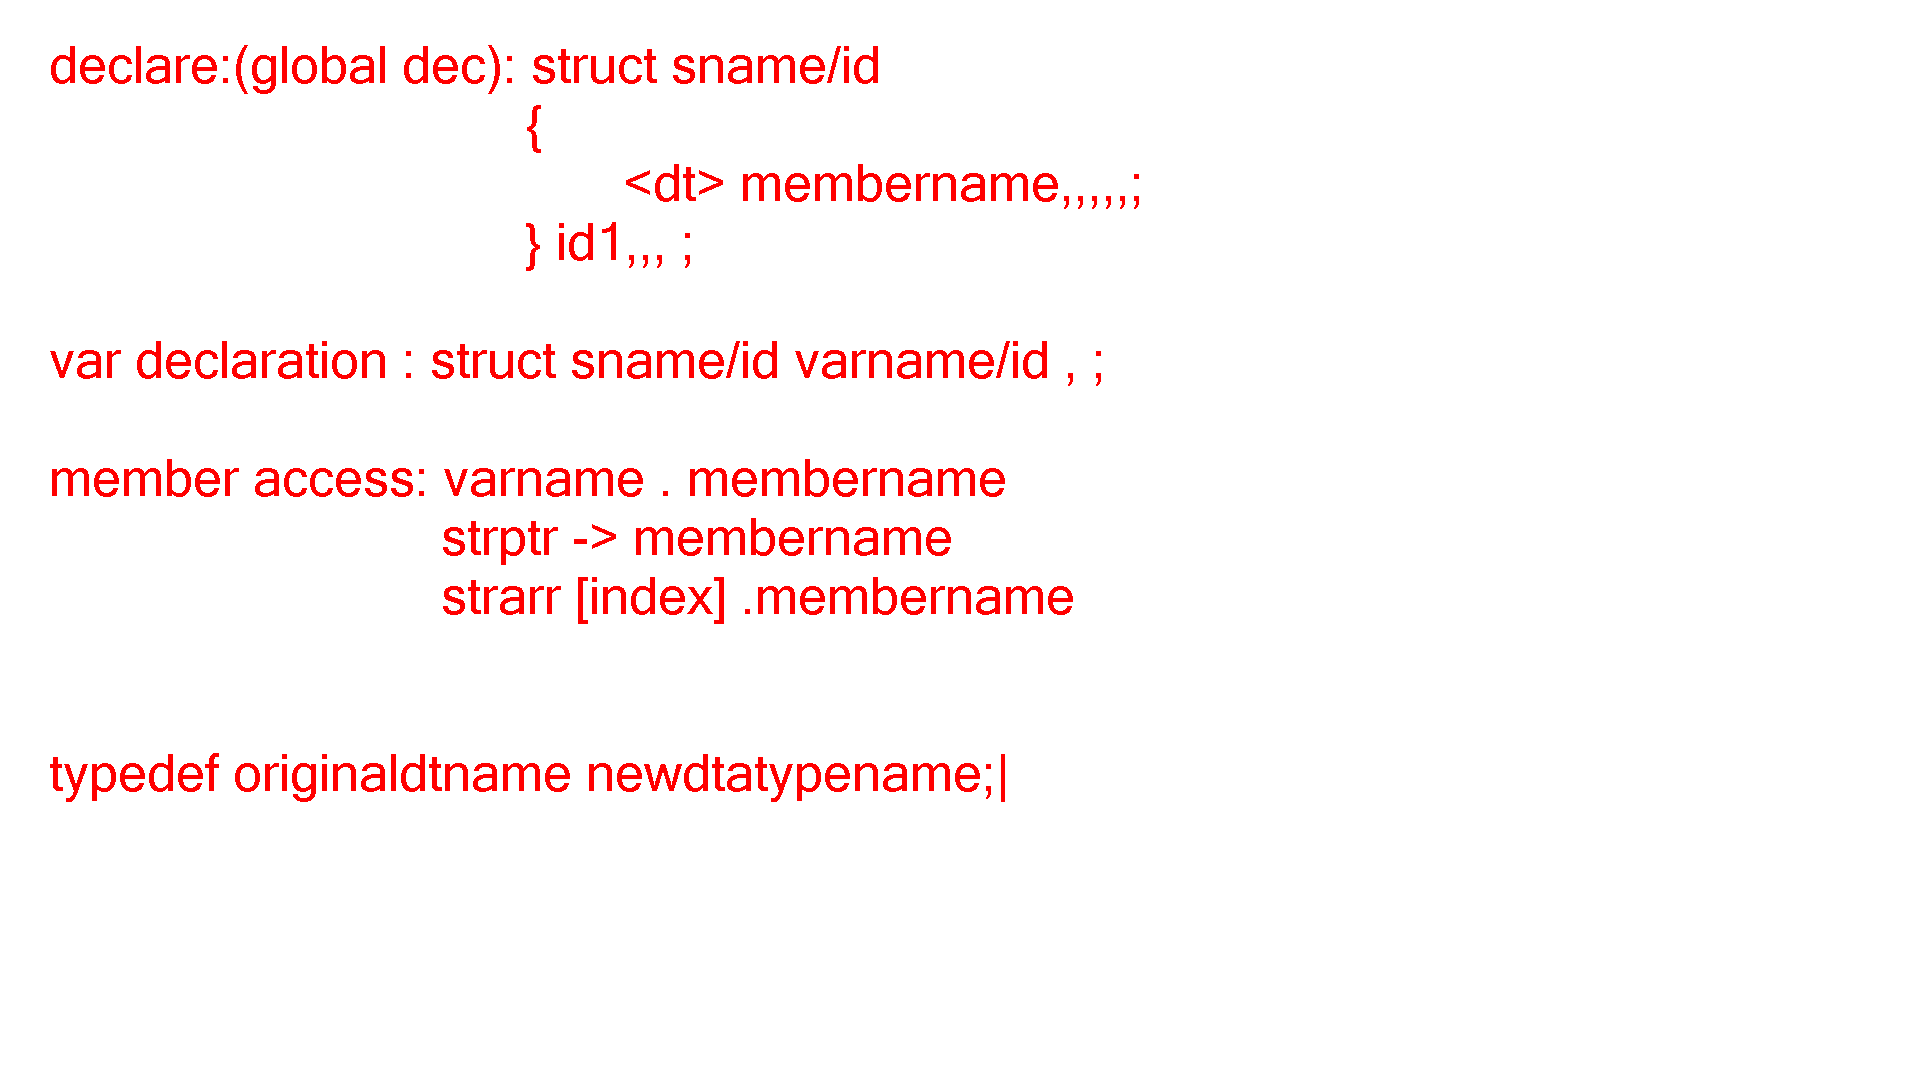 declare:(global dec): struct sname/id
{
<dt> membername,,,,,;
} id1,,, ;
var declaration : struct sname/id varname/id , ;
member access: varname . membername
strptr -> membername
strarr [index] .membername
typedef originaldtname newdtatypename;|